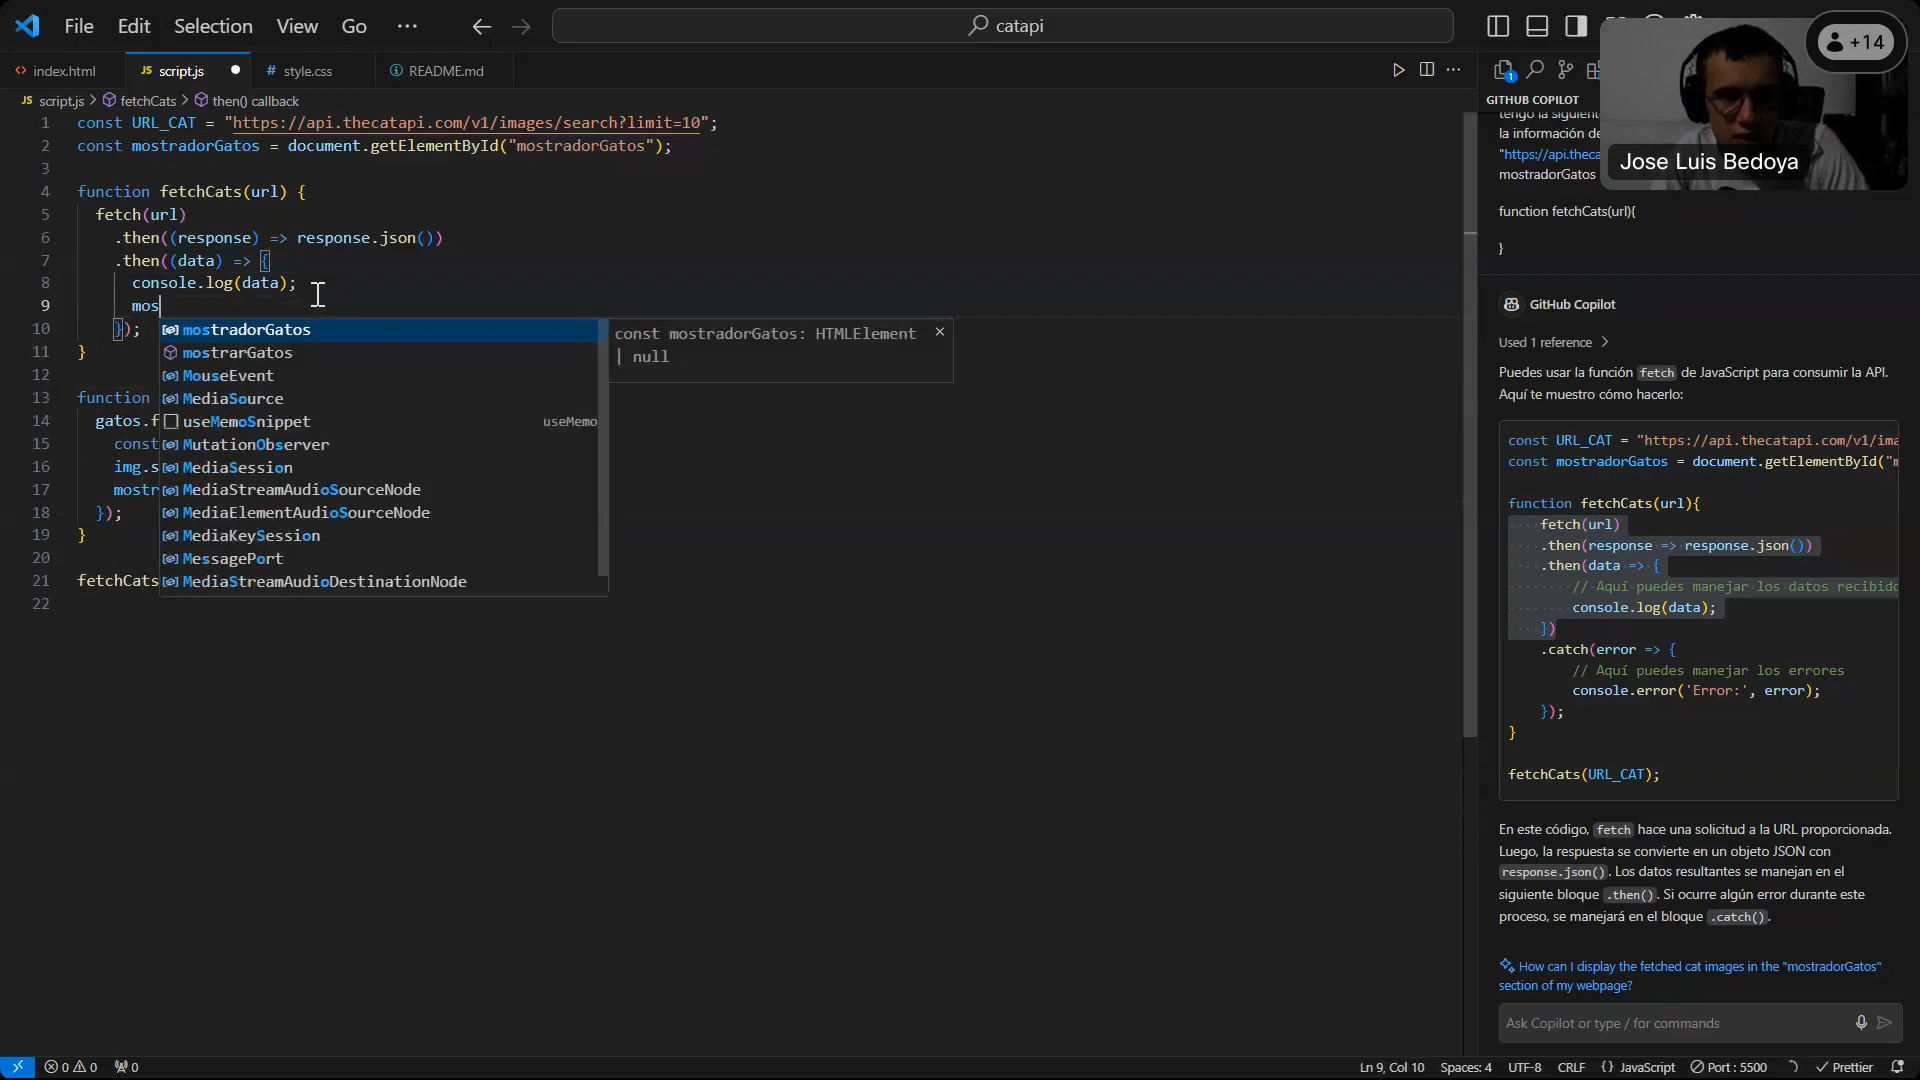 File Edit Selection View Go ··· catapi
+14
index.html JS script.js # style.css README.md
JS script.js > fetchCats > then() callback
1 const URL_CAT = "https://api.thecatapi.com/v1/images/search?limit=10";
2 const mostradorGatos = document.getElementById("mostradorGatos");
3
4 function fetchCats(url) {
5 fetch(url)
6 .then((response) => response.json())
7 .then((data) => {
8 console.log(data);
9 mos
10 });
11 }
12
13 function
14 gatos.f
15 const
16 img.s
17 mostr
18 });
19 }
20
21 fetchCats
22
mostradorGatos
mostrarGatos
MouseEvent
MediaSource
useMemoSnippet useMemo
MutationObserver
MediaSession
MediaStreamAudioSourceNode
MediaElementAudioSourceNode
MediaKeySession
MessagePort
MediaStreamAudioDestinationNode
const mostradorGatos: HTMLElement
| null
1
GITHUB COPILOT
tengo la siguiente
la información de
"https://api.theca
mostradorGatos
Jose Luis Bedoya
function fetchCats(url){
}
GitHub Copilot
Used 1 reference >
Puedes usar la función fetch de JavaScript para consumir la API.
Aquí te muestro cómo hacerlo:
const URL_CAT = "https://api.thecatapi.com/v1/ima
const mostradorGatos = document.getElementById("m
function fetchCats(url){
fetch(url)
.then(response => response.json())
.then(data => {
// Aquí puedes manejar los datos recibido
console.log(data);
})
.catch(error => {
// Aquí puedes manejar los errores
console.error('Error:', error);
});
}
fetchCats(URL_CAT);
En este código, fetch hace una solicitud a la URL proporcionada.
Luego, la respuesta se convierte en un objeto JSON con
response.json(). Los datos resultantes se manejan en el
siguiente bloque .then(). Si ocurre algún error durante este
proceso, se manejará en el bloque .catch().
How can I display the fetched cat images in the "mostradorGatos"
section of my webpage?
Ask Copilot or type / for commands
0 0 0 Ln 9, Col 10 Spaces: 4 UTF-8 CRLF {} JavaScript Port : 5500 Prettier